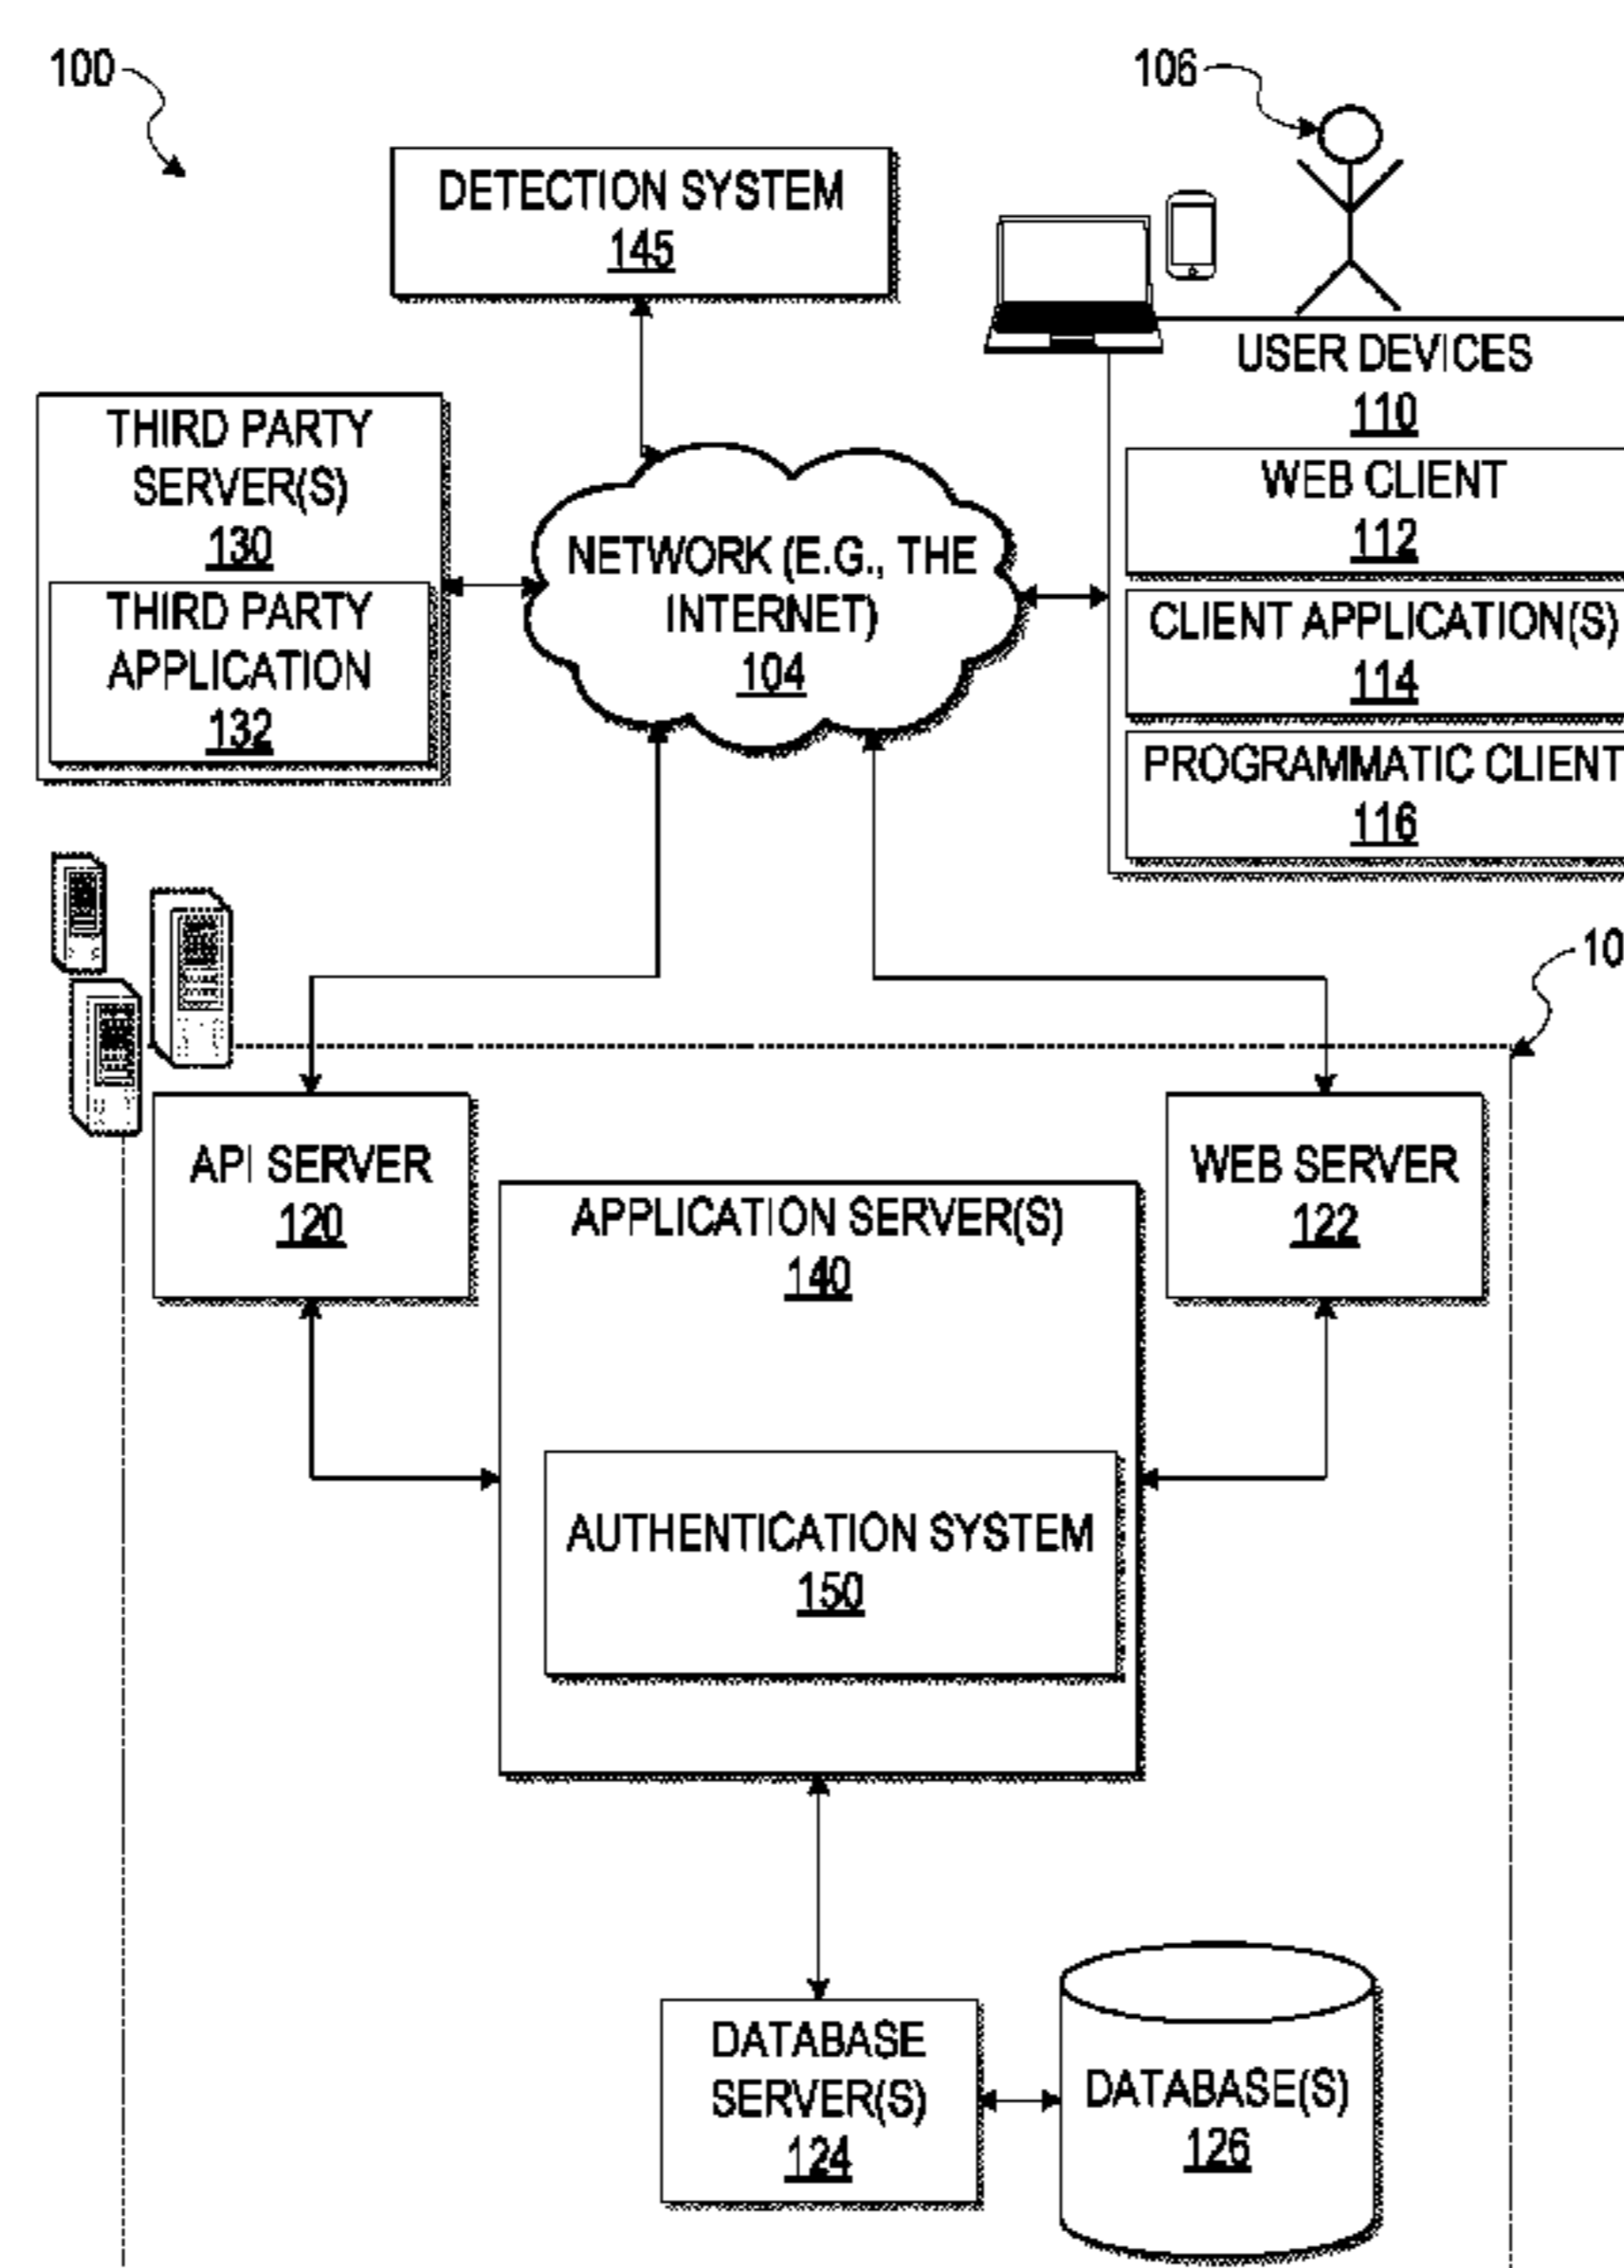 100
106
DETECTION SYSTEM
145
USER DEVICES
110
WEB CLIENT
112
CLIENT APPLICATION(S)
114
PROGRAMMATIC CLIENT
116
THIRD PARTY
SERVER(S)
130
THIRD PARTY
APPLICATION
132
NETWORK (E.G., THE
INTERNET)
104
10
API SERVER
120
WEB SERVER
122
APPLICATION SERVER(S)
140
AUTHENTICATION SYSTEM
150
DATABASE
SERVER(S)
124
DATABASE(S)
126